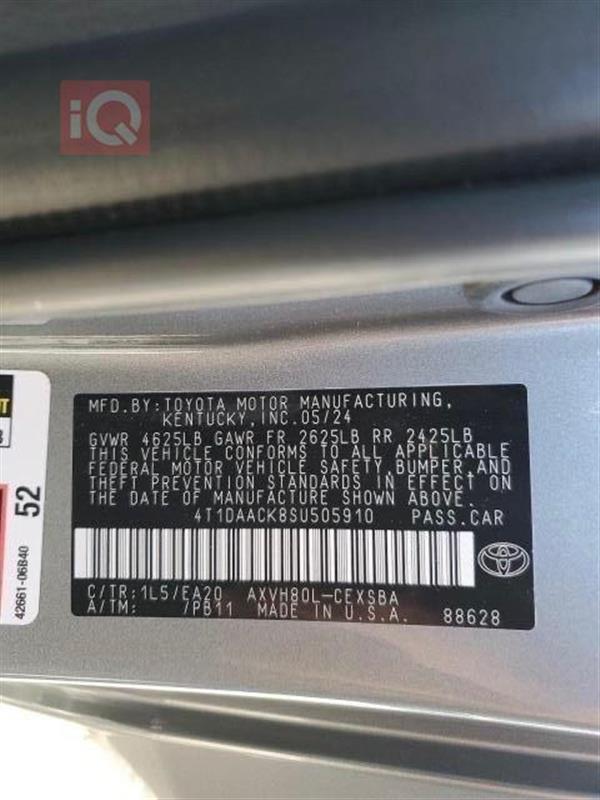 iQ
MFD.BY:TOYOTA MOTOR MANUFACTURING,
KENTUCKY,INC.05/24
GVWR 4625LB GAWR FR 2625LB RR 2425LB
THIS VEHICLE CONFORMS TO ALL APPLICABLE
FEDERAL MOTOR VEHICLE SAFETY,BUMPER,AND
THEFT PREVENTION STANDARDS IN EFFECT ON
THE DATE OF MANUFACTURE SHOWN ABOVE.
4T1DAACK8SU505910 PASS.CAR
C/TR:1L5/EA20 AXVH80L-CEXSBA
A/TM: /PB11 MADE IN U.S.A. 88628
52
42661-06B40